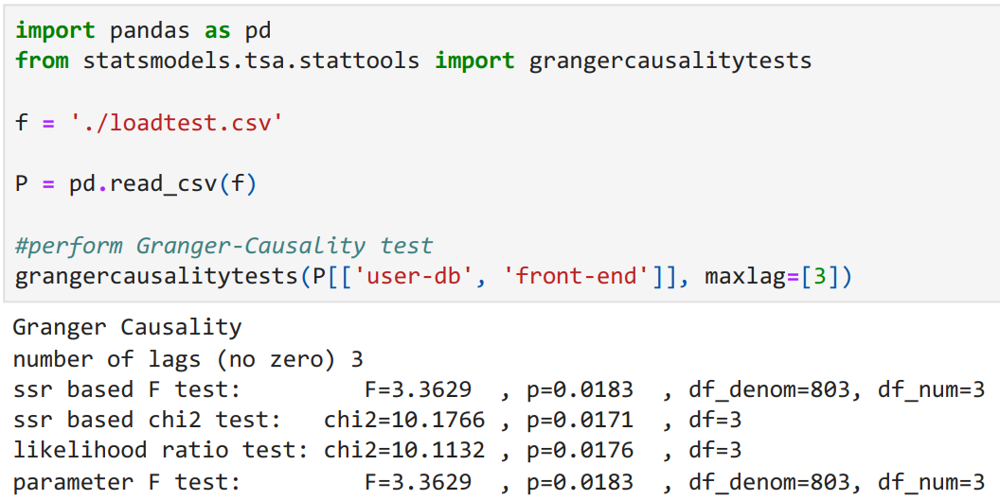 import pandas as pd
from statsmodels.tsa.stattools import grangercausalitytests
f = './loadtest.csv'
P = pd.read_csv(f)
#perform Granger-Causality test
grangercausalitytests(P[['user-db', 'front-end']], maxlag=[3])
Granger Causality
number of lags (no zero) 3
ssr based F test:         F=3.3629  , p=0.0183  , df_denom=803, df_num=3
ssr based chi2 test:   chi2=10.1766 , p=0.0171  , df=3
likelihood ratio test: chi2=10.1132 , p=0.0176  , df=3
parameter F test:         F=3.3629  , p=0.0183  , df_denom=803, df_num=3